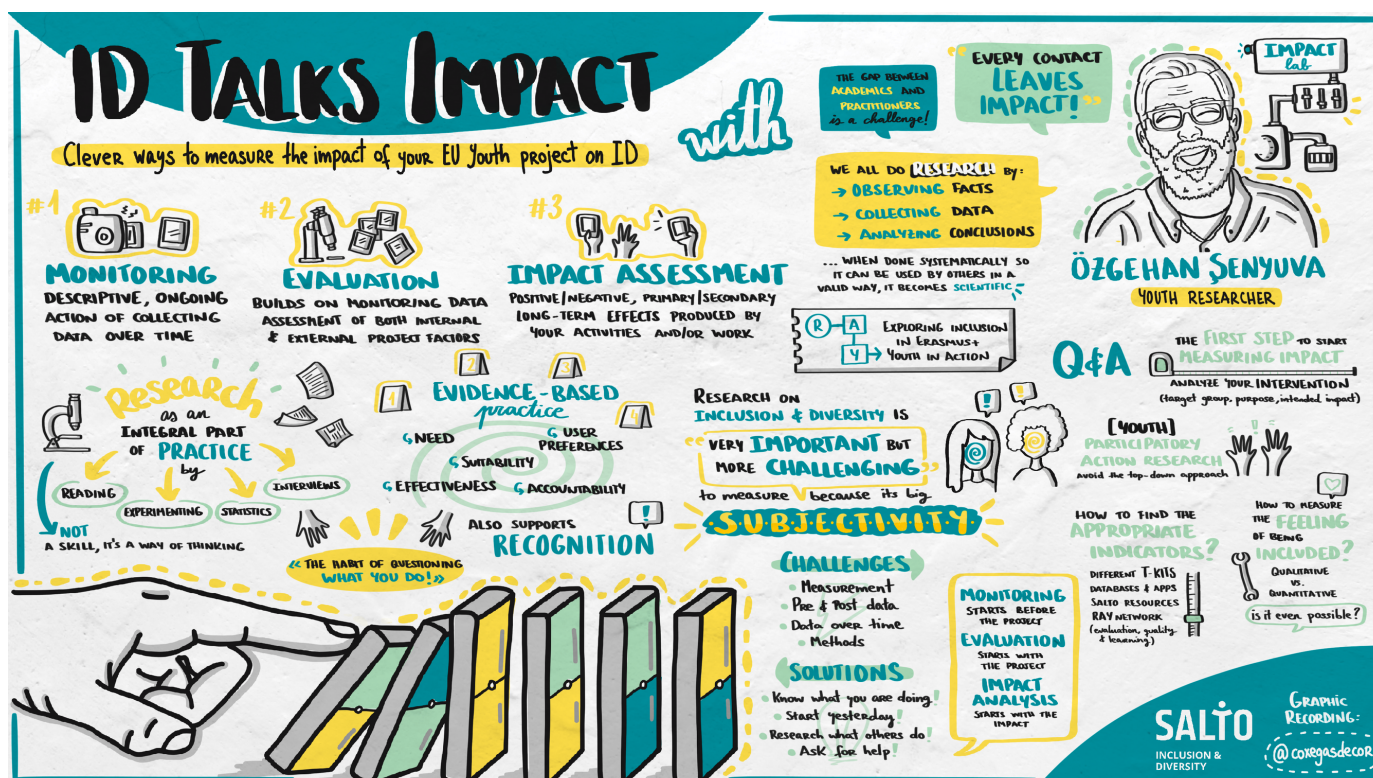 ID TALKS IMPACT
Clever ways to measure the impact of your EU Youth project on ID
with
#1
MONITORING
DESCRIPTIVE, ONGOING
ACTION OF COLLECTING
DATA OVER TIME
#2
EVALUATION
BUILDS ON MONITORING DATA
ASSESSMENT OF BOTH INTERNAL
& EXTERNAL PROJECT FACTORS
#3
IMPACT ASSESSMENT
POSITIVE/NEGATIVE, PRIMARY/SECONDARY
LONG-TERM EFFECTS PRODUCED BY
YOUR ACTIVITIES AND/OR WORK
Research
as an
INTEGRAL PART
OF PRACTICE
by
READING
EXPERIMENTING
STATISTICS
INTERVIEWS
NOT
A SKILL, IT'S A WAY OF THINKING
1
2
3
4
EVIDENCE-BASED
practice
NEED
USER
PREFERENCES
SUITABILITY
EFFECTIVENESS
ACCOUNTABILITY
ALSO SUPPORTS
RECOGNITION
!
« THE HABIT OF QUESTIONING
WHAT YOU DO! »
THE GAP BETWEEN
ACADEMICS AND
PRACTITIONERS
is a challenge!
"EVERY CONTACT
LEAVES
IMPACT!"
WE ALL DO RESEARCH BY:
→ OBSERVING FACTS
→ COLLECTING DATA
→ ANALYZING CONCLUSIONS
... WHEN DONE SYSTEMATICALLY SO
IT CAN BE USED BY OTHERS IN A
VALID WAY, IT BECOMES SCIENTIFIC
R A Y
EXPLORING INCLUSION
IN ERASMUS+
YOUTH IN ACTION
IMPACT
lab
ÖZGEHAN ŞENYUVA
YOUTH RESEARCHER
RESEARCH ON
INCLUSION & DIVERSITY IS
"VERY IMPORTANT BUT
MORE CHALLENGING"
to measure because its big
SUBJECTIVITY
! !
CHALLENGES
• Measurement
• Pre & Post data
• Data over time
• Methods
SOLUTIONS
• Know what you are doing!
• Start yesterday!
• Research what others do!
• Ask for help!
MONITORING
STARTS BEFORE
THE PROJECT
EVALUATION
STARTS WITH
THE PROJECT
IMPACT
ANALYSIS
STARTS WITH THE
IMPACT
Q&A
THE FIRST STEP TO START
MEASURING IMPACT
ANALYZE YOUR INTERVENTION
(target group, purpose, intended impact)
[YOUTH]
PARTICIPATORY
ACTION RESEARCH
avoid the top-down approach
HOW TO FIND THE
APPROPRIATE
INDICATORS?
DIFFERENT T-KITS
DATABASES & APPS
SALTO RESOURCES
RAY NETWORK
(evaluation, quality
& learning)
HOW TO MEASURE
THE FEELING
OF BEING
INCLUDED?
QUALITATIVE
VS.
QUANTITATIVE
is it even possible?
SALTO
INCLUSION &
DIVERSITY
GRAPHIC
RECORDING:
@coxegasdecor